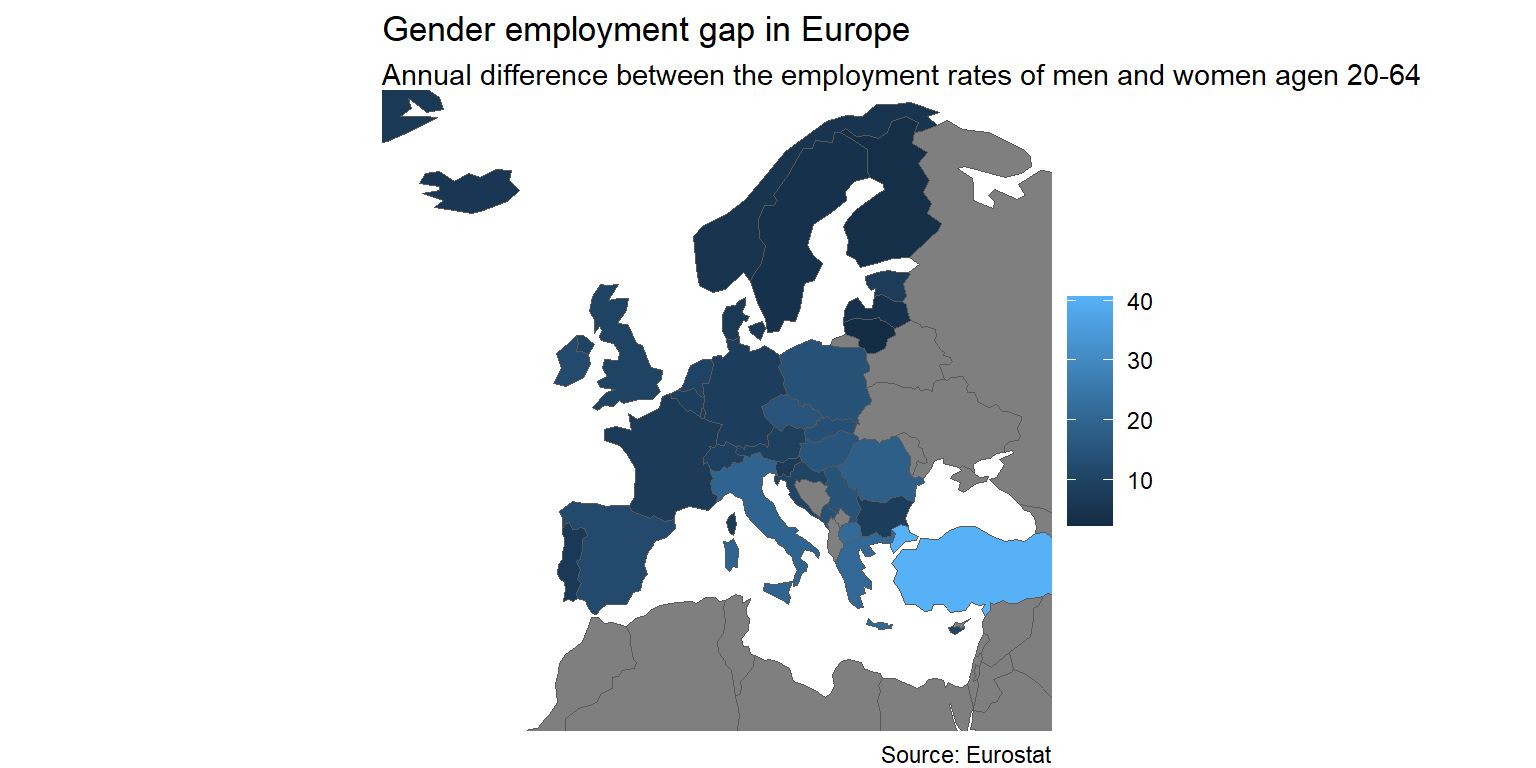 Gender employment gap in Europe
Annual difference between the employment rates of men and women agen 20-64
40
30
20
10
Source: Eurostat